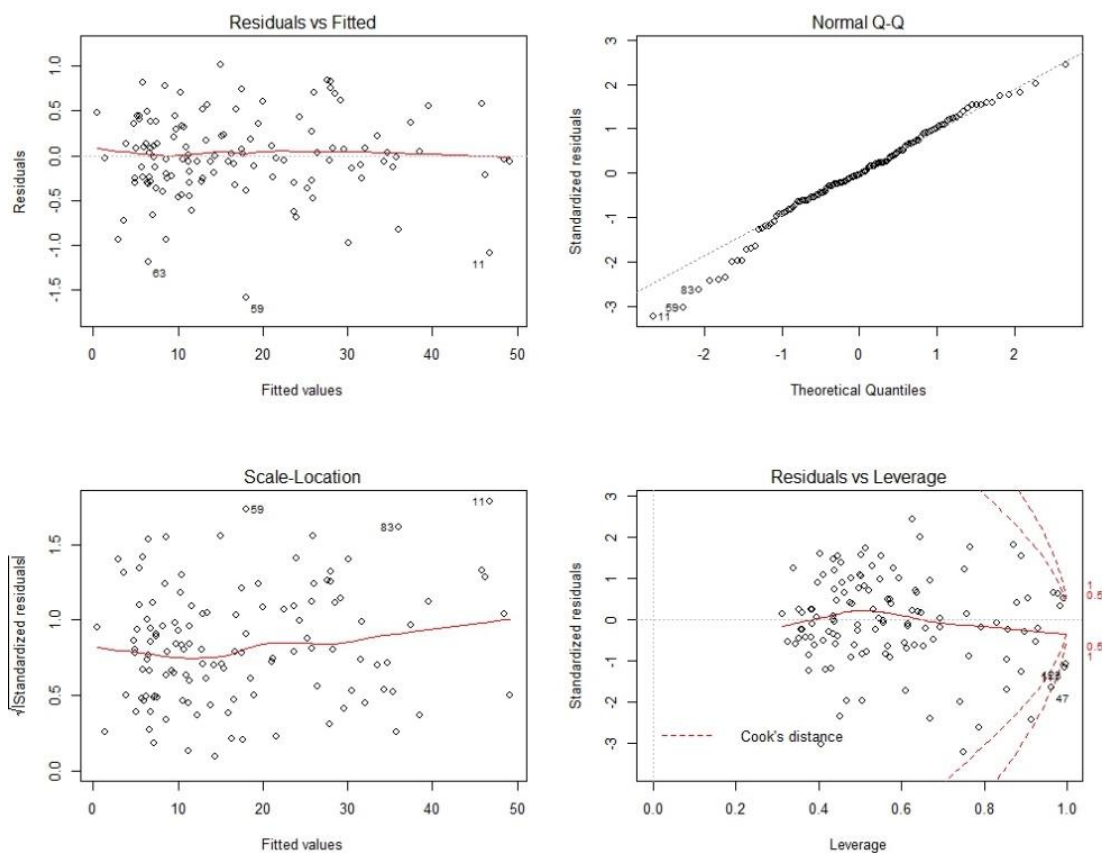 Residuals vs Fitted
Residuals
1.0
0.5
0.0
-0.5
-1.0
-1.5
63
59
11
0 10 20 30 40 50
Fitted values
Normal Q-Q
Standardized residuals
3
2
1
0
-1
-2
-3
83
59
11
-2 -1 0 1 2
Theoretical Quantiles
Scale-Location
√|Standardized residuals|
1.5
1.0
0.5
0.0
59
83
11
0 10 20 30 40 50
Fitted values
Residuals vs Leverage
Standardized residuals
3
2
1
0
-1
-2
-3
1
0.5
0.5
1
47
Cook's distance
0.0 0.2 0.4 0.6 0.8 1.0
Leverage